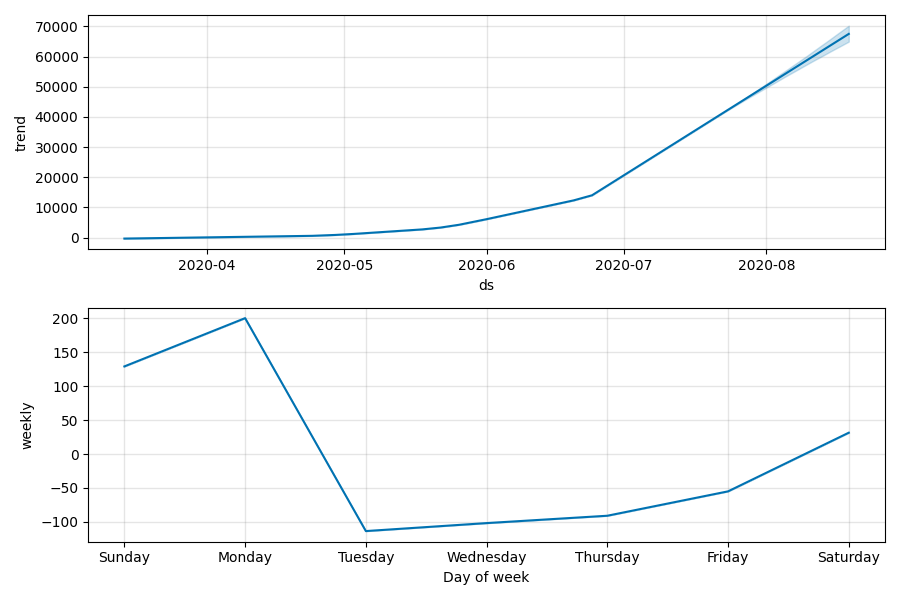 70000
60000
50000
40000
30000
20000
10000
0
trend
2020-04 2020-05 2020-06 2020-07 2020-08
ds
200
150
100
50
0
−50
−100
weekly
Sunday Monday Tuesday Wednesday Thursday Friday Saturday
Day of week